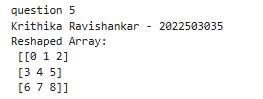 question 5
Krithika Ravishankar - 2022503035
Reshaped Array:
[[0 1 2]
[3 4 5]
[6 7 8]]